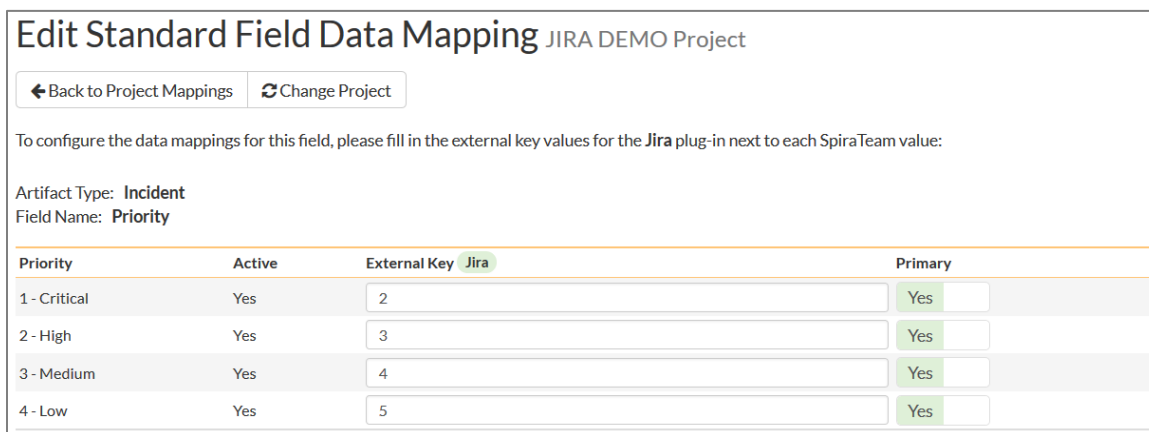 Edit Standard Field Data Mapping JIRA DEMO Project
Back to Project Mappings Change Project
To configure the data mappings for this field, please fill in the external key values for the Jira plug-in next to each SpiraTeam value:
Artifact Type: Incident
Field Name: Priority
Priority Active External Key Jira Primary
1 - Critical Yes 2 Yes
2 - High Yes 3 Yes
3 - Medium Yes 4 Yes
4 - Low Yes 5 Yes